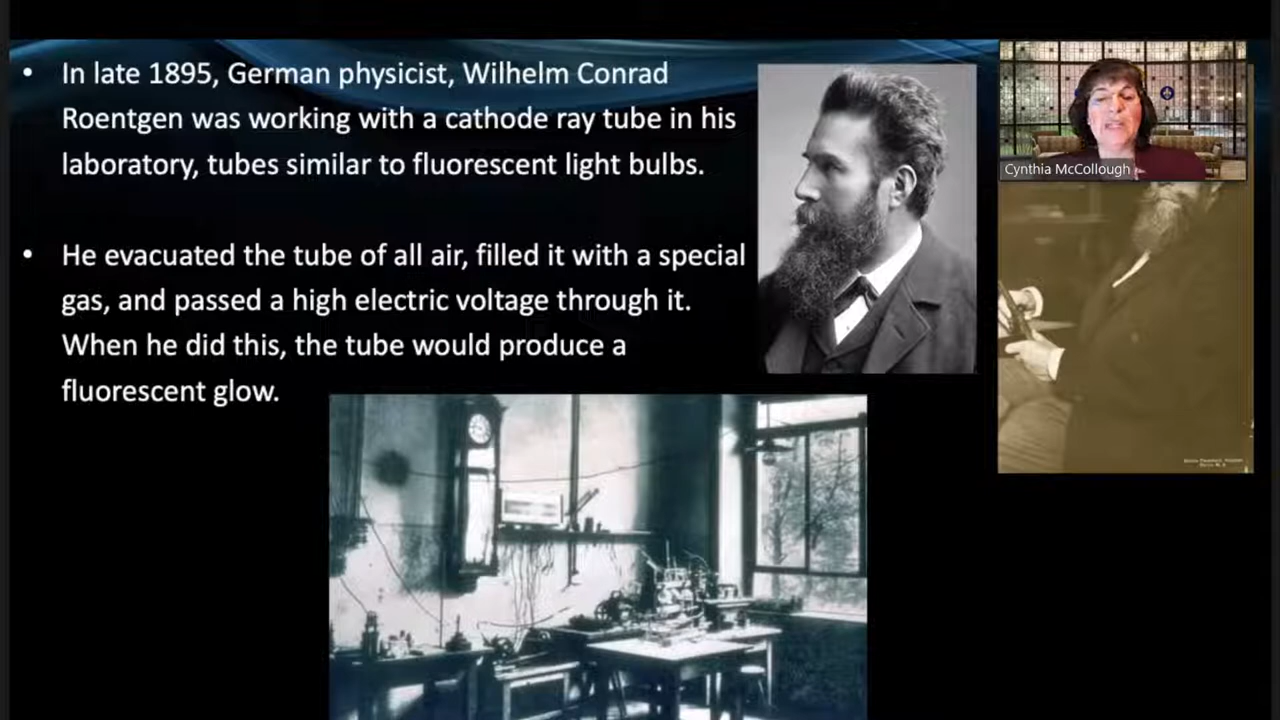 • In late 1895, German physicist, Wilhelm Conrad
Roentgen was working with a cathode ray tube in his
laboratory, tubes similar to fluorescent light bulbs.
• He evacuated the tube of all air, filled it with a special
gas, and passed a high electric voltage through it.
When he did this, the tube would produce a
fluorescent glow.
Cynthia McCollough